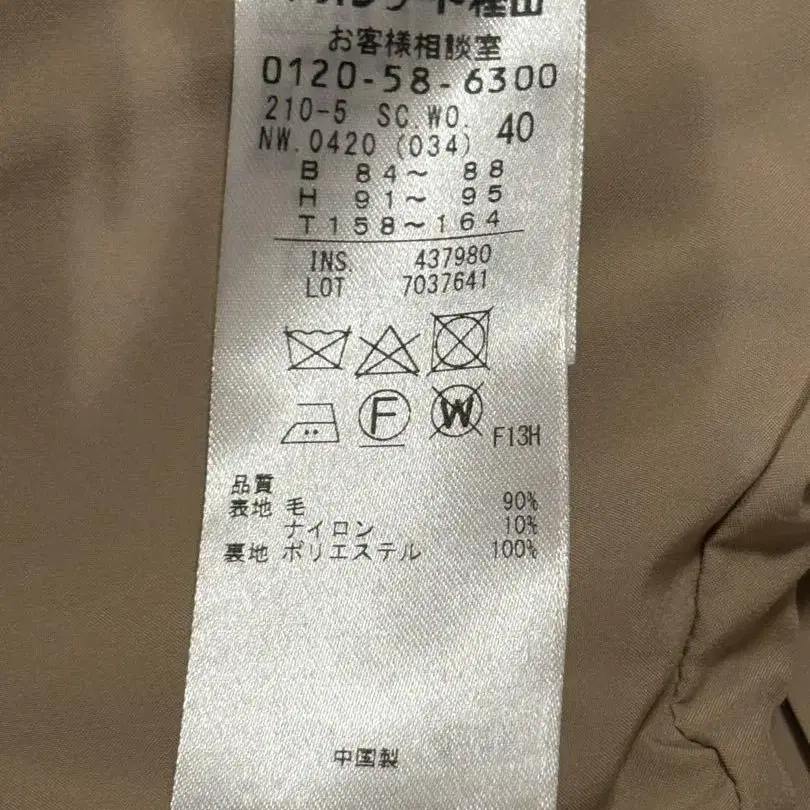 お客様相談室
0120-58-6300
210-5 SC.WO. 40
NW.0420 (034)
B 84～ 88
H 91～ 95
T158～164
INS. 437980
LOT 7037641
F W
F13H
品質
表地 毛 90%
ナイロン 10%
裏地 ポリエステル 100%
中国製